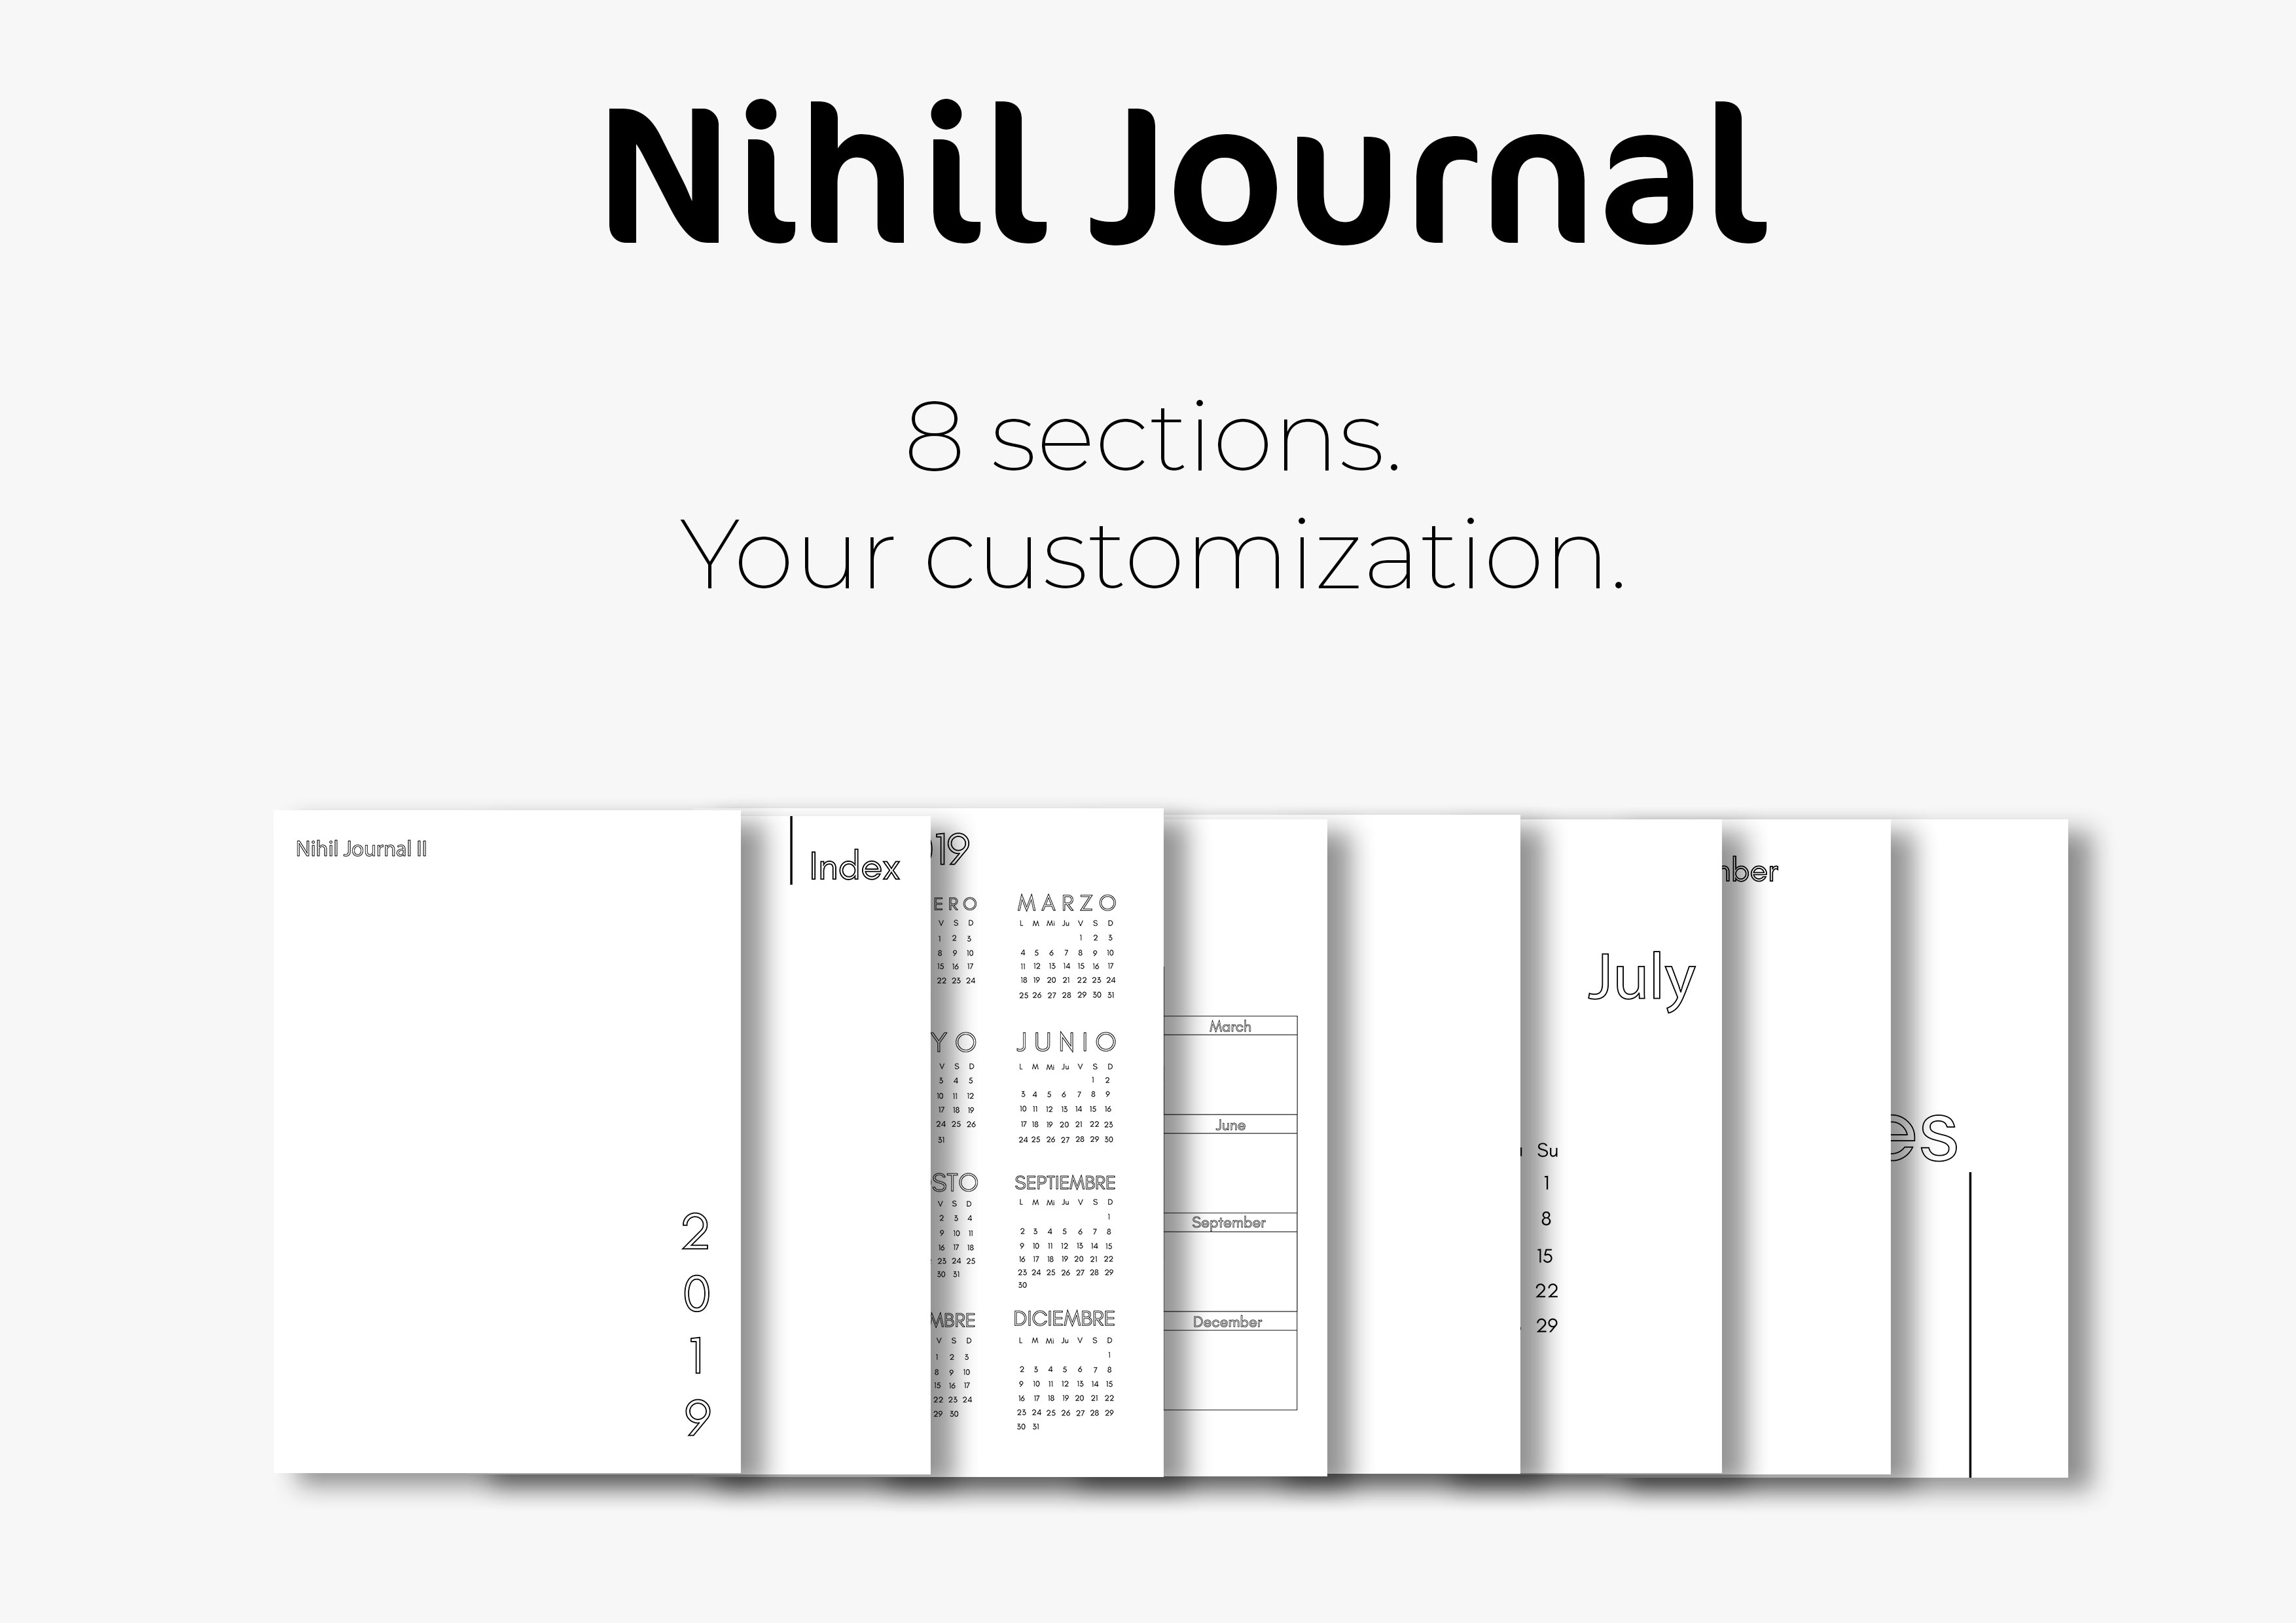 Nihil Journal
8 sections.
Your customization.
Nihil Journal II
2
0
1
9
Index
19
ERO
V S D
1 2 3
8 9 10
15 16 17
22 23 24
MARZO
L M Mi Ju V S D
1 2 3
4 5 6 7 8 9 10
11 12 13 14 15 16 17
18 19 20 21 22 23 24
25 26 27 28 29 30 31
YO
V S D
3 4 5
10 11 12
17 18 19
24 25 26
31
JUNIO
L M Mi Ju V S D
1 2
3 4 5 6 7 8 9
10 11 12 13 14 15 16
17 18 19 20 21 22 23
24 25 26 27 28 29 30
STO
V S D
2 3 4
9 10 11
16 17 18
23 24 25
30 31
SEPTIEMBRE
L M Mi Ju V S D
1
2 3 4 5 6 7 8
9 10 11 12 13 14 15
16 17 18 19 20 21 22
23 24 25 26 27 28 29
30
MBRE
V S D
1 2 3
8 9 10
15 16 17
22 23 24
29 30
DICIEMBRE
L M Mi Ju V S D
1
2 3 4 5 6 7 8
9 10 11 12 13 14 15
16 17 18 19 20 21 22
23 24 25 26 27 28 29
30 31
March
June
September
December
July
Su
1
8
15
22
29
mber
es